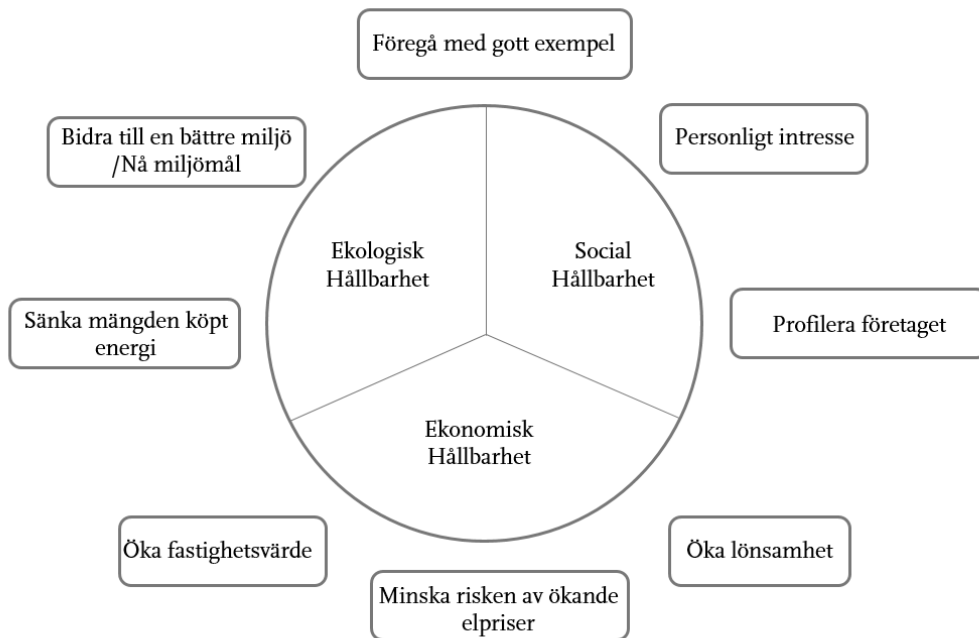 Föregå med gott exempel
Bidra till en bättre miljö
/Nå miljömål
Personligt intresse
Ekologisk
Hållbarhet
Social
Hållbarhet
Sänka mängden köpt
energi
Profilera företaget
Ekonomisk
Hållbarhet
Öka fastighetsvärde
Öka lönsamhet
Minska risken av ökande
elpriser